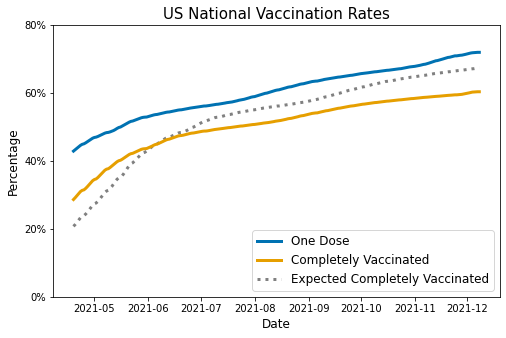 US National Vaccination Rates
80%
60%
40%
20%
0%
Percentage
2021-05
2021-06
2021-07
2021-08
2021-09
2021-10
2021-11
2021-12
Date
One Dose
Completely Vaccinated
Expected Completely Vaccinated